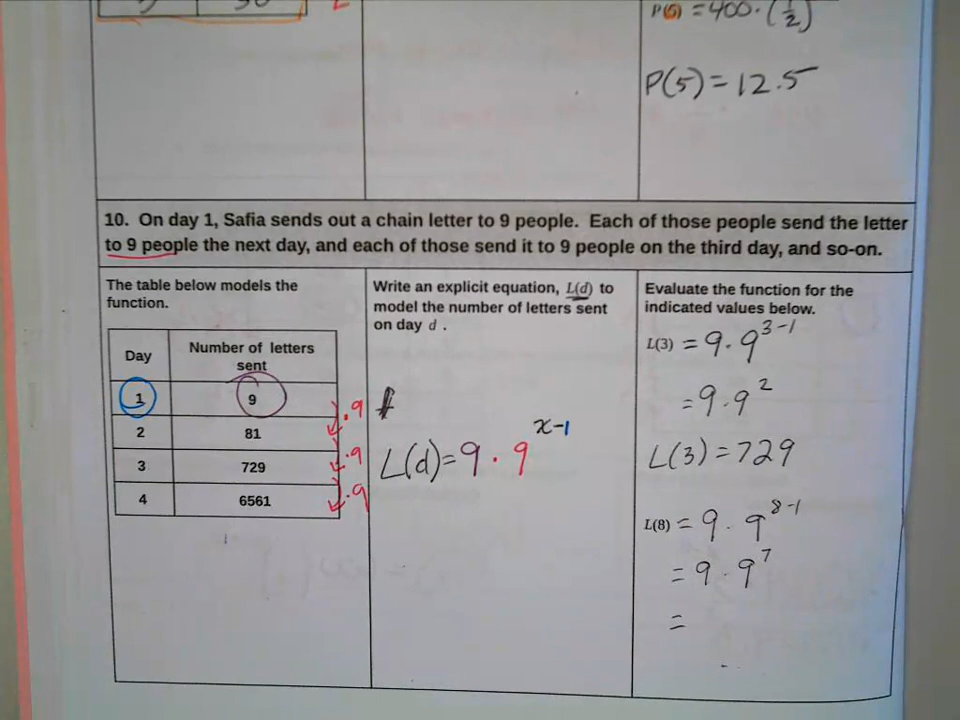 P(5) = 400 · (1/2)
P(5) = 12.5
10. On day 1, Safia sends out a chain letter to 9 people. Each of those people send the letter
to 9 people the next day, and each of those send it to 9 people on the third day, and so-on.
The table below models the
function.
Day
Number of letters
sent
1 9
2 81
3 729
4 6561
·9
·9
·9
Write an explicit equation, L(d) to
model the number of letters sent
on day d .
L(d) = 9 · 9^x-1
Evaluate the function for the
indicated values below.
L(3) = 9 · 9^3-1
= 9 · 9^2
L(3) = 729
L(8) = 9 · 9^8-1
= 9 · 9^7
=